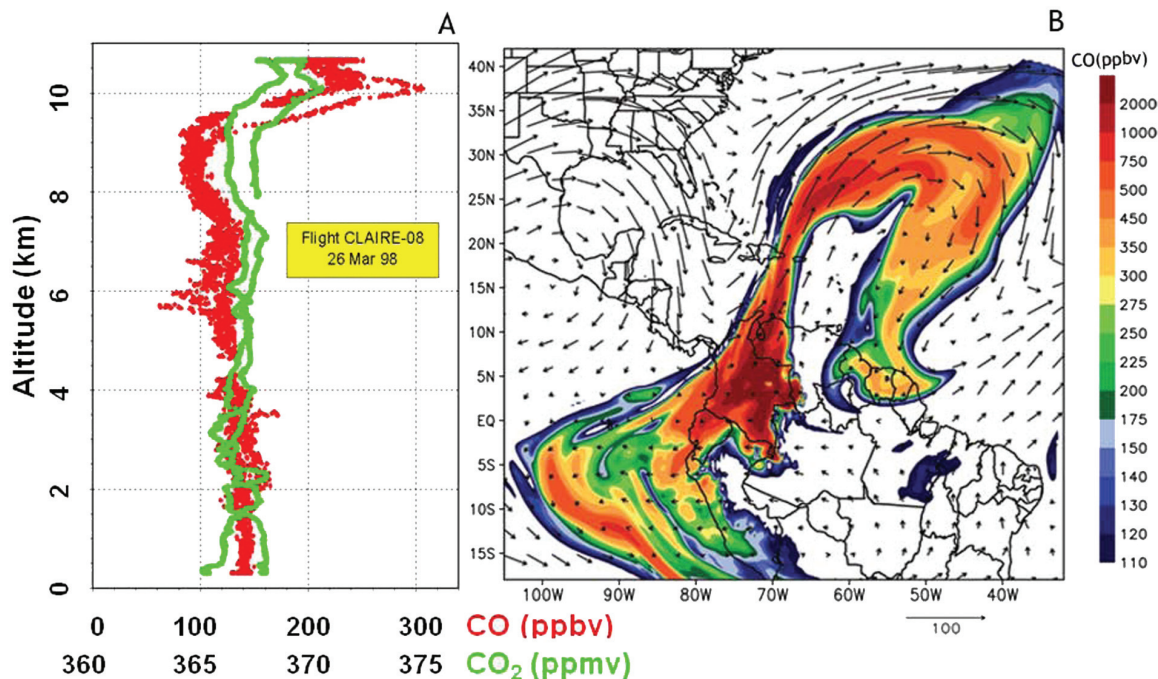 A
B
10
8
6
4
2
0
Altitude (km)
Flight CLAIRE-08
26 Mar 98
0 100 200 300 CO (ppbv)
360 365 370 375 CO₂ (ppmv)
40N
35N
30N
25N
20N
15N
10N
5N
EQ
5S
10S
15S
100W 90W 80W 70W 60W 50W 40W
100
CO(ppbv)
2000
1000
750
500
450
350
300
275
250
225
200
175
150
140
130
120
110